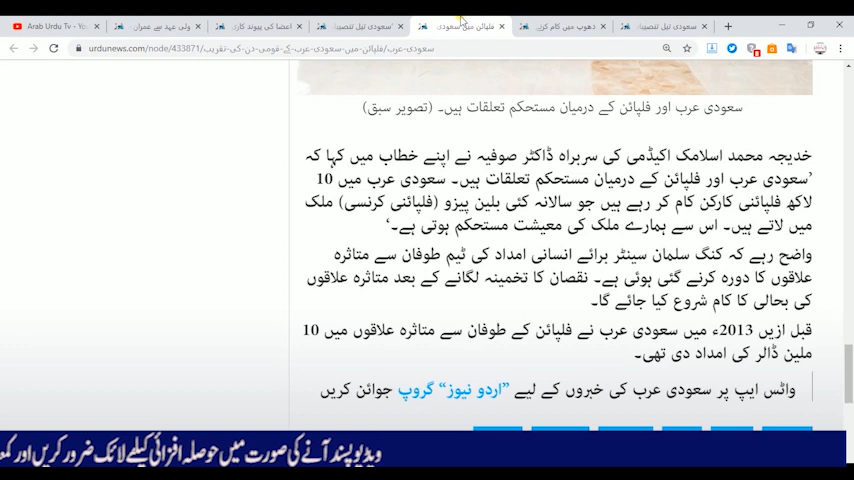 Arab Urdu Tv - Yo
ولی عہد سے عمران
اعضا کی پیوند کاری
سعودی تیل تنصیبا
فلپائن میں سعودی
دھوپ میں کام کرنے
سعودی تیل تنصیبا
urdunews.com/node/433871/سعودی-عرب/فلپائن-میں-سعودی-عرب-کے-قومی-دن-کی-تقریب
سعودی عرب اور فلپائن کے درمیان مستحکم تعلقات ہیں۔ (تصویر سبق)
خدیجہ محمد اسلامک اکیڈمی کی سربراہ ڈاکٹر صوفیہ نے اپنے خطاب میں کہا کہ
’سعودی عرب اور فلپائن کے درمیان مستحکم تعلقات ہیں۔ سعودی عرب میں 10
لاکھ فلپائنی کارکن کام کر رہے ہیں جو سالانہ کئی بلین پیزو (فلپائنی کرنسی) ملک
میں لاتے ہیں۔ اس سے ہمارے ملک کی معیشت مستحکم ہوتی ہے۔‘
واضح رہے کہ کنگ سلمان سینٹر برائے انسانی امداد کی ٹیم طوفان سے متاثرہ
علاقوں کا دورہ کرنے گئی ہوئی ہے۔ نقصان کا تخمینہ لگانے کے بعد متاثرہ علاقوں
کی بحالی کا کام شروع کیا جائے گا۔
قبل ازیں 2013ء میں سعودی عرب نے فلپائن کے طوفان سے متاثرہ علاقوں میں 10
ملین ڈالر کی امداد دی تھی۔
واٹس ایپ پر سعودی عرب کی خبروں کے لیے ”اردو نیوز“ گروپ جوائن کریں
ویڈیو پسند آنے کی صورت میں حوصلہ افزائی کیلئے لائک ضرور کریں اور کمع